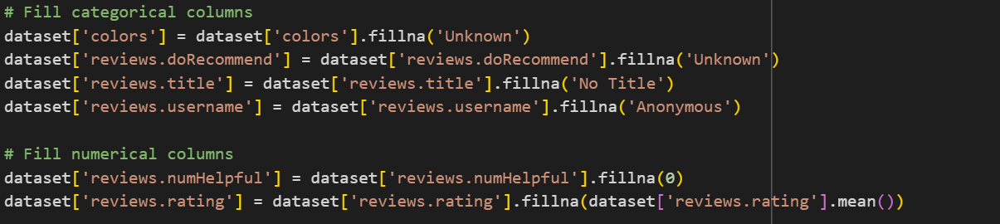 # Fill categorical columns
dataset['colors'] = dataset['colors'].fillna('Unknown')
dataset['reviews.doRecommend'] = dataset['reviews.doRecommend'].fillna('Unknown')
dataset['reviews.title'] = dataset['reviews.title'].fillna('No Title')
dataset['reviews.username'] = dataset['reviews.username'].fillna('Anonymous')

# Fill numerical columns
dataset['reviews.numHelpful'] = dataset['reviews.numHelpful'].fillna(0)
dataset['reviews.rating'] = dataset['reviews.rating'].fillna(dataset['reviews.rating'].mean())